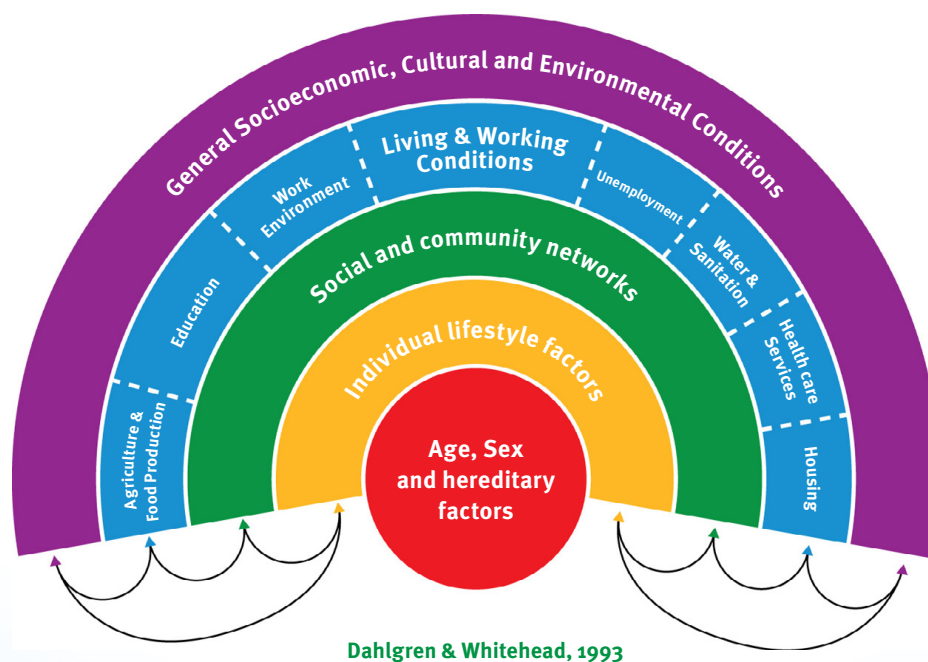 General Socioeconomic, Cultural and Environmental Conditions
Agriculture &
Food Production
Education
Work
Environment
Living & Working
Conditions
Unemployment
Water &
Sanitation
Health care
Services
Housing
Social and community networks
Individual lifestyle factors
Age, Sex
and hereditary
factors
Dahlgren & Whitehead, 1993